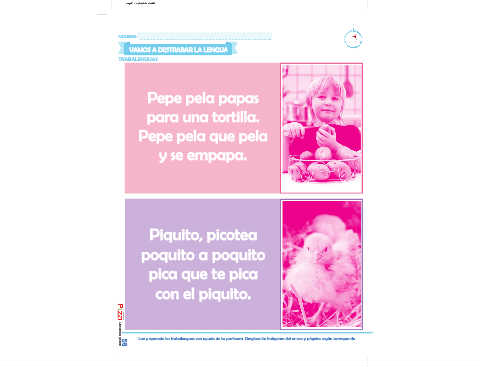 VAMOS A DESTRABAR LA LENGUA
TRABALENGUAS
Pepe pela papas
para una tortilla.
Pepe pela que pela
y se empapa.
Piquito, picotea
poquito a poquito
pica que te pica
con el piquito.